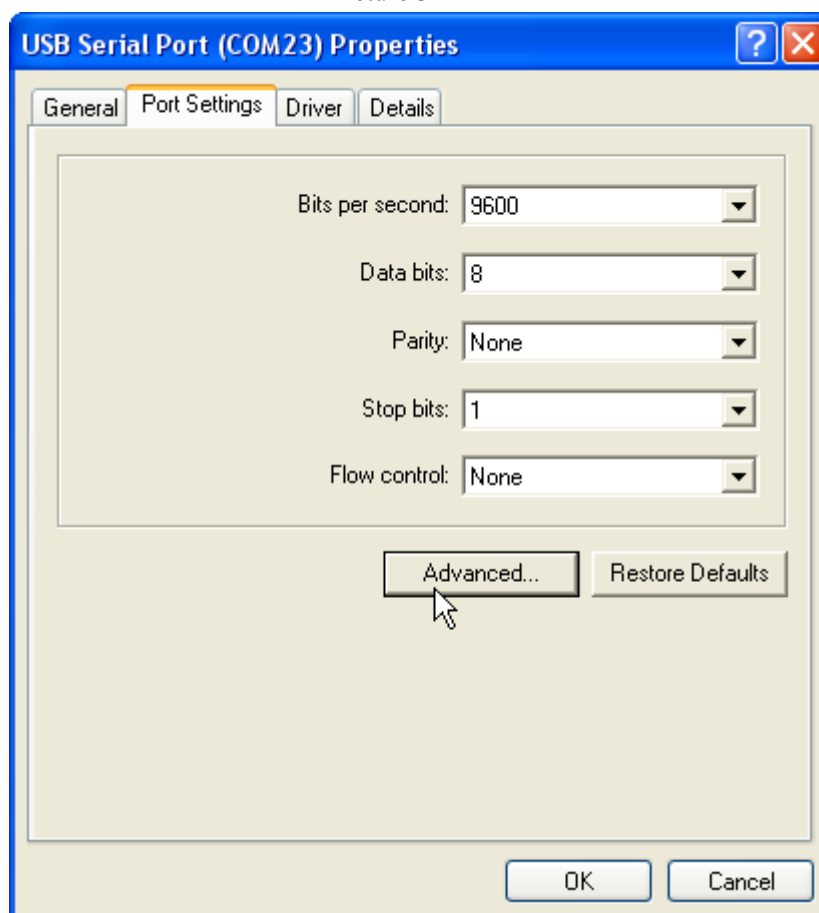 USB Serial Port (COM23) Properties
General Port Settings Driver Details
Bits per second: 9600
Data bits: 8
Parity: None
Stop bits: 1
Flow control: None
Advanced... Restore Defaults
OK Cancel